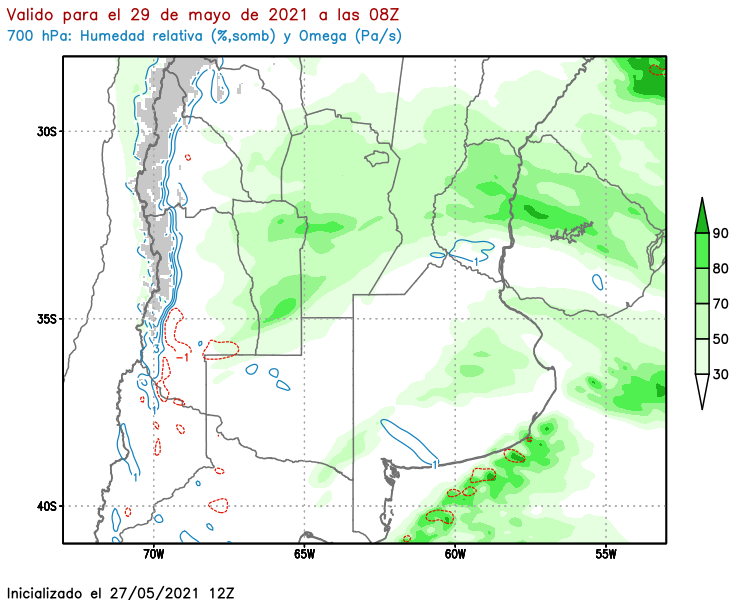 Valido para el 29 de mayo de 2021 a las 08Z
700 hPa: Humedad relativa (%,somb) y Omega (Pa/s)
30S
35S
40S
70W
65W
60W
55W
90
80
70
50
30
-1
3
1
1
1
Inicializado el 27/05/2021 12Z